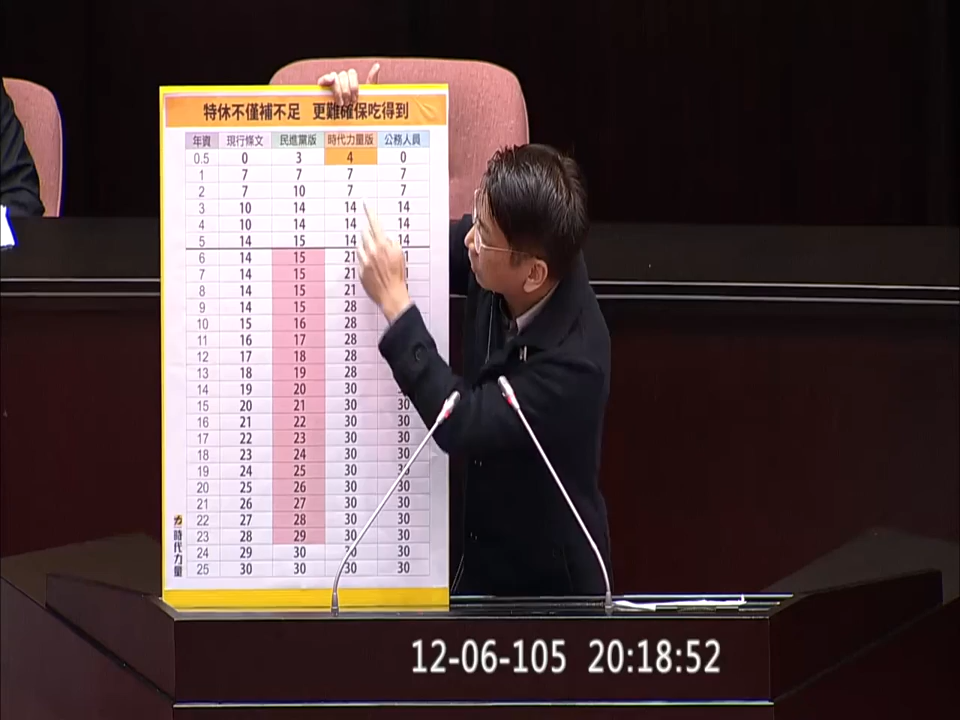 特休不僅補不足 更難確保吃得到
年資 現行條文 民進黨版 時代力量版 公務人員
0.5 0 3 4 0
1 7 7 7 7
2 7 10 7 7
3 10 14 14 14
4 10 14 14 14
5 14 15 14 14
6 14 15 21
7 14 15 21
8 14 15 21
9 14 15 28
10 15 16 28
11 16 17 28
12 17 18 28
13 18 19 28
14 19 20 30
15 20 21 30 30
16 21 22 30 30
17 22 23 30 30
18 23 24 30 30
19 24 25 30 30
20 25 26 30 30
21 26 27 30 30
22 27 28 30 30
23 28 29 30 30
24 29 30 30 30
25 30 30 30 30
時代力量
12-06-105 20:18:52